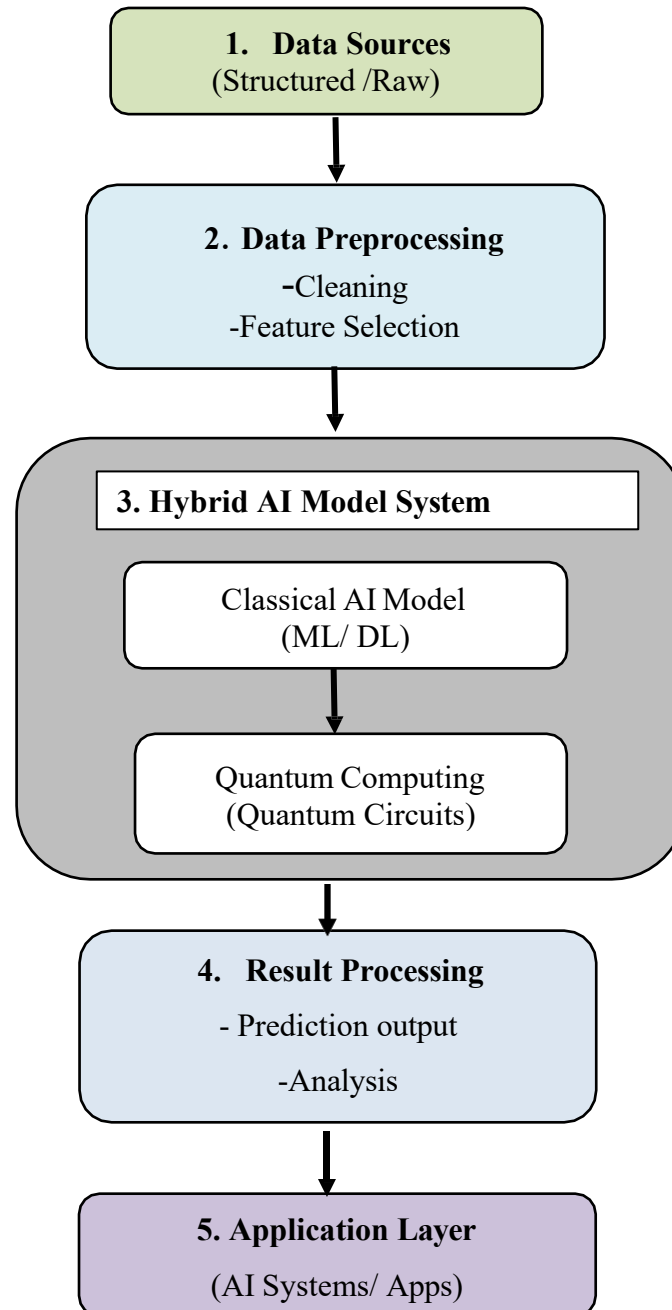 1. Data Sources
(Structured /Raw)
2. Data Preprocessing
-Cleaning
-Feature Selection
3. Hybrid AI Model System
Classical AI Model
(ML/ DL)
Quantum Computing
(Quantum Circuits)
4. Result Processing
- Prediction output
-Analysis
5. Application Layer
(AI Systems/ Apps)